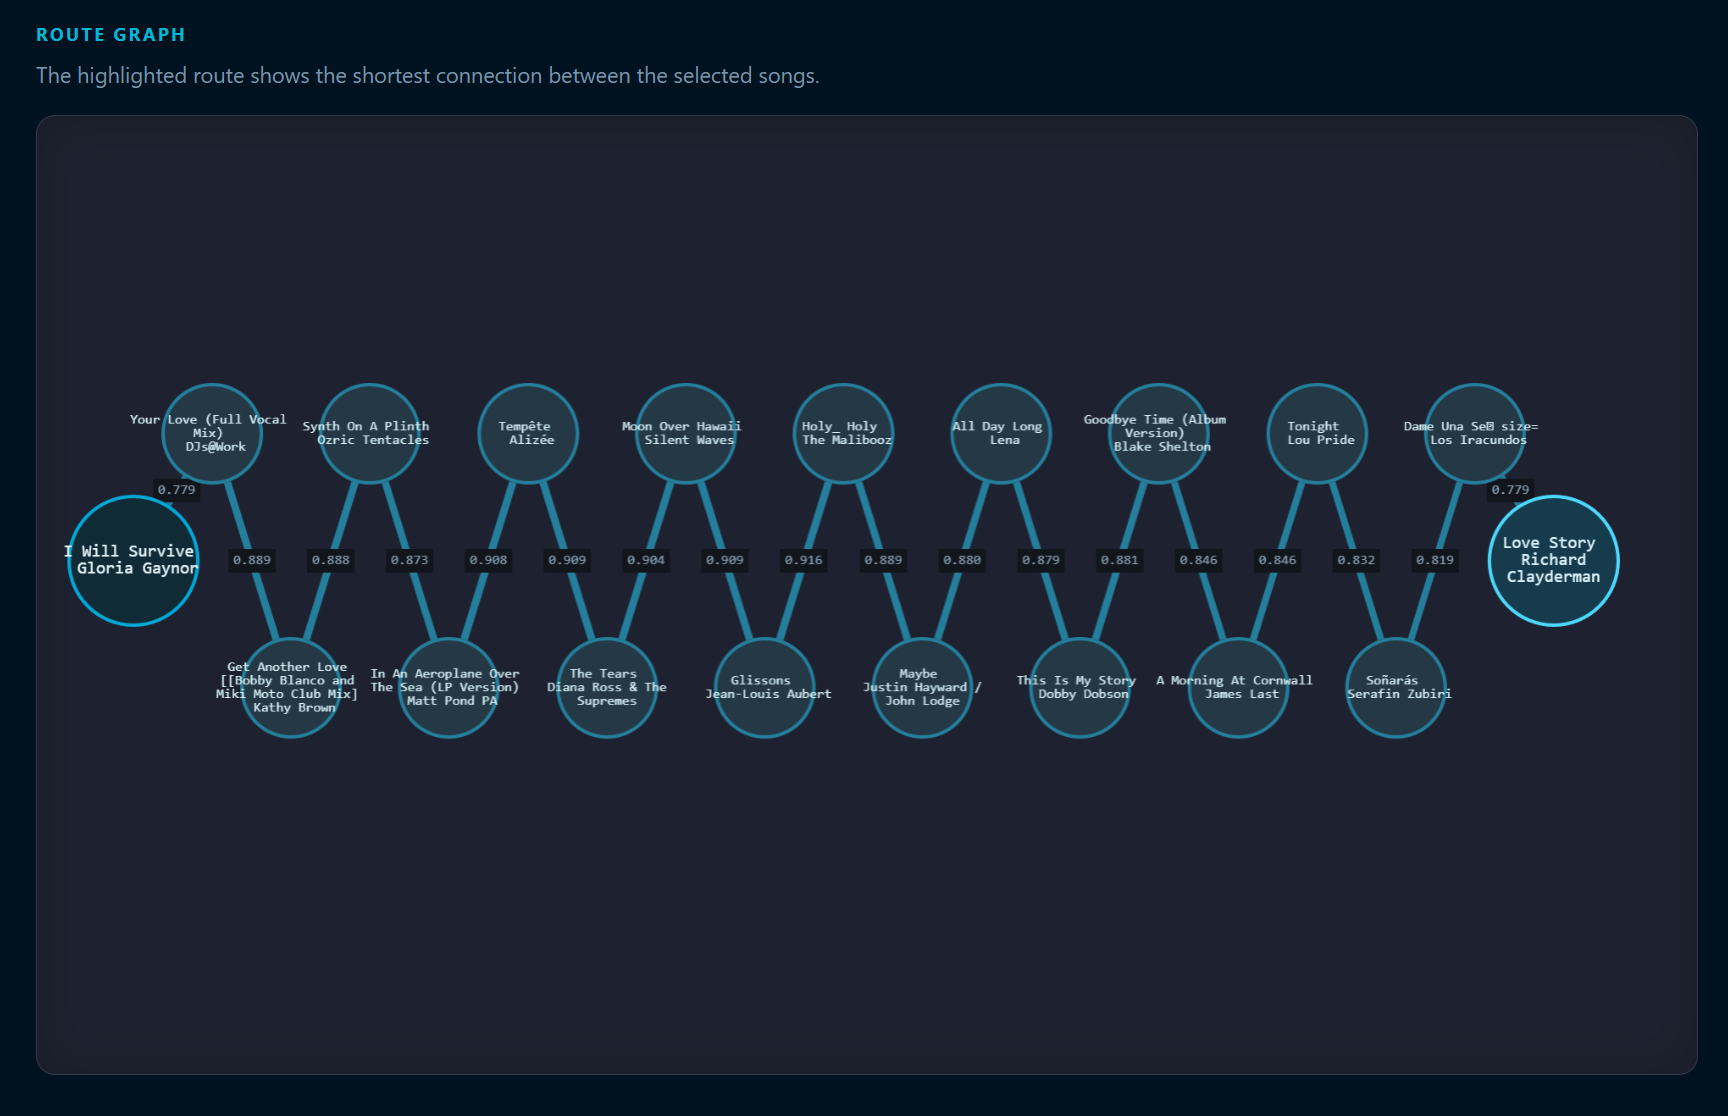 ROUTE GRAPH
The highlighted route shows the shortest connection between the selected songs.
I Will Survive
Gloria Gaynor
0.779
Your Love (Full Vocal
Mix)
DJs@Work
0.889
Get Another Love
[[Bobby Blanco and
Miki Moto Club Mix]
Kathy Brown
0.888
Synth On A Plinth
Ozric Tentacles
0.873
In An Aeroplane Over
The Sea (LP Version)
Matt Pond PA
0.908
Tempête
Alizée
0.909
The Tears
Diana Ross & The
Supremes
0.904
Moon Over Hawaii
Silent Waves
0.909
Glissons
Jean-Louis Aubert
0.916
Holy_ Holy
The Malibooz
0.889
Maybe
Justin Hayward /
John Lodge
0.880
All Day Long
Lena
0.879
This Is My Story
Dobby Dobson
0.881
Goodbye Time (Album
Version)
Blake Shelton
0.846
A Morning At Cornwall
James Last
0.846
Tonight
Lou Pride
0.832
Soñarás
Serafin Zubiri
0.819
Dame Una Se size=
Los Iracundos
0.779
Love Story
Richard
Clayderman